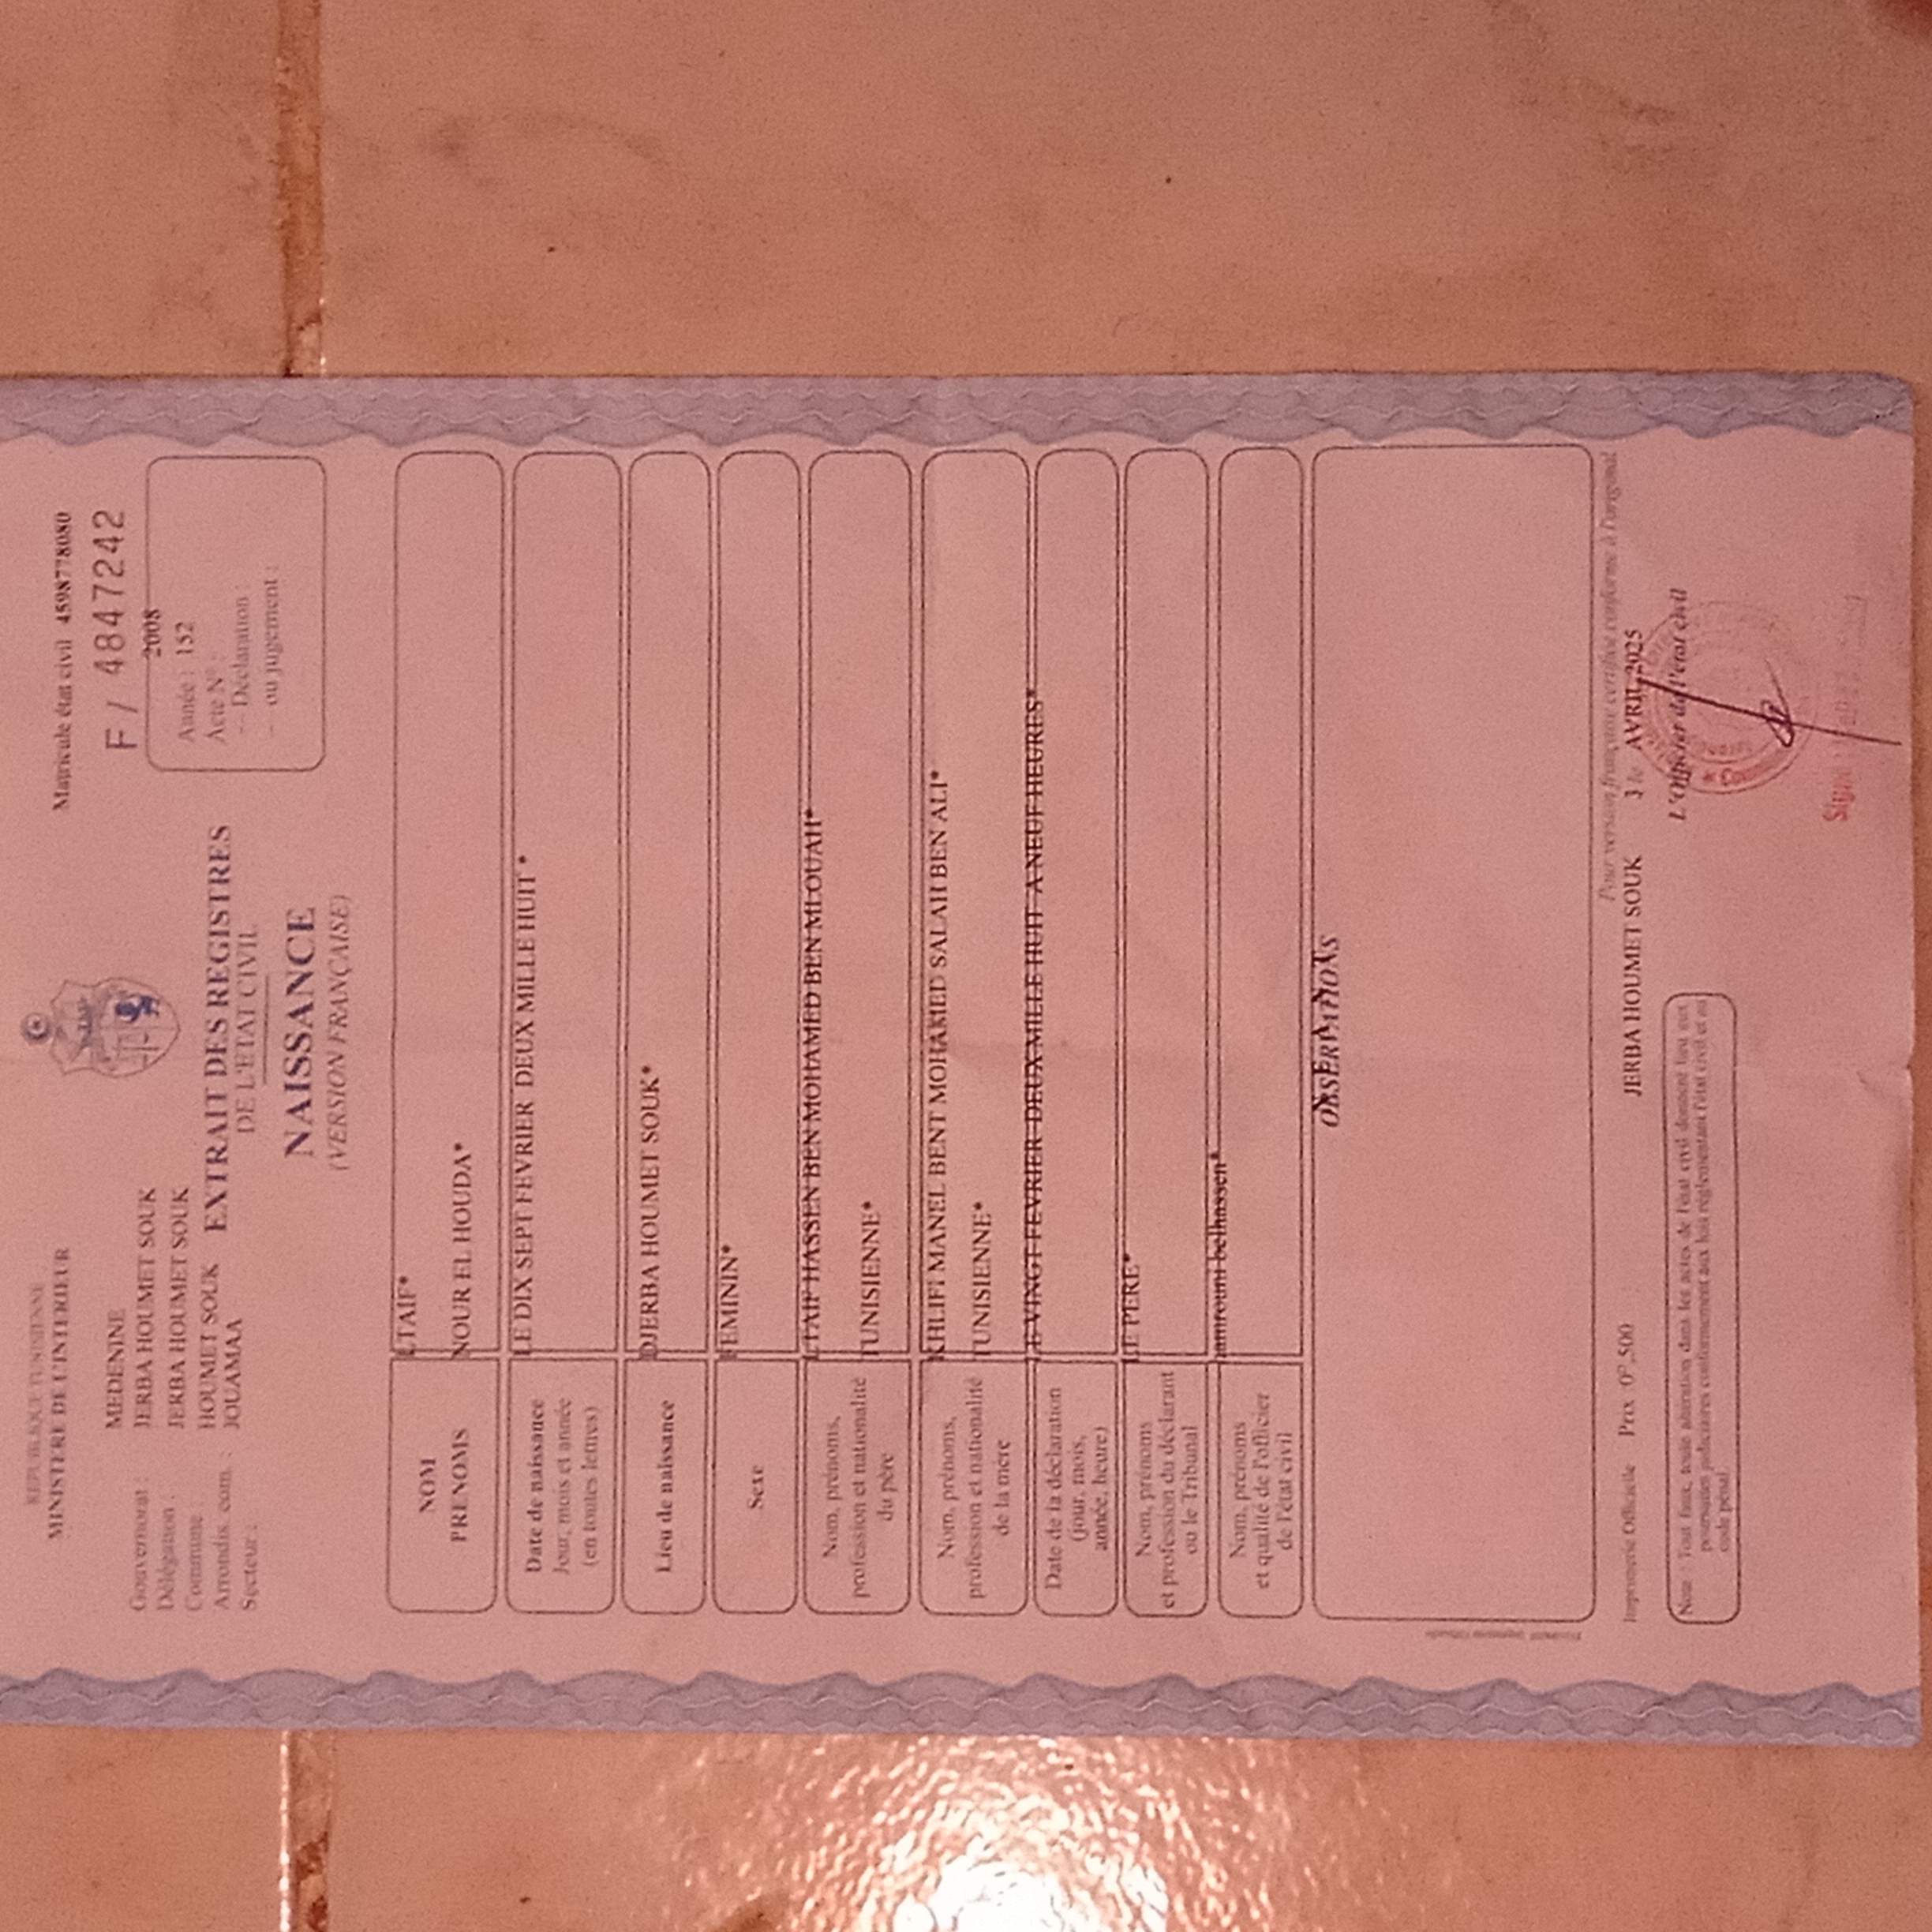 REPUBLIQUE TUNISIENNE
MINISTERE DE L'INTERIEUR
Matricule état civil 4598778080
F / 4847242
Gouvernorat : MEDENINE
Délégation : JERBA HOUMET SOUK
Commune : JERBA HOUMET SOUK
Arrondis. com. : HOUMET SOUK
Secteur : JOUAMAA
2008
Année : 152
Acte N° :
-- Déclaration :
- ou jugement :
EXTRAIT DES REGISTRES
DE L'ETAT CIVIL
NAISSANCE
(VERSION FRANÇAISE)
NOM LTAIF*
PRENOMS NOUR EL HOUDA*
Date de naissance LE DIX SEPT FEVRIER DEUX MILLE HUIT *
Jour, mois et année
(en toutes lettres)
Lieu de naissance DJERBA HOUMET SOUK*
Sexe FEMININ*
Nom, prénoms, LTAIF HASSEN BEN MOHAMED BEN MLOUAH*
profession et nationalité TUNISIENNE*
du père
Nom, prénoms, KHLIFI MANEL BENT MOHAMED SALAH BEN ALI*
profession et nationalité TUNISIENNE*
de la mère
Date de la déclaration LE VINGT FEVRIER DEUX MILLE HUIT A NEUF HEURES*
(jour, mois,
année, heure)
Nom, prénoms LE PERE*
et profession du déclarant
ou le Tribunal
Nom, prénoms amrouni belhassen*
et qualité de l'officier
de l'état civil
OBSERVATIONS
Pour version française certifiée conforme à l'original
JERBA HOUMET SOUK 3 le AVRIL 2025
L'Officier de l'état civil
Imprimerie Officielle Prix : 0D,500
Note : Tout faux, toute altération dans les actes de l'état civil donnent lieu aux
poursuites judiciaires conformément aux lois réglementant l'état civil et au
code pénal